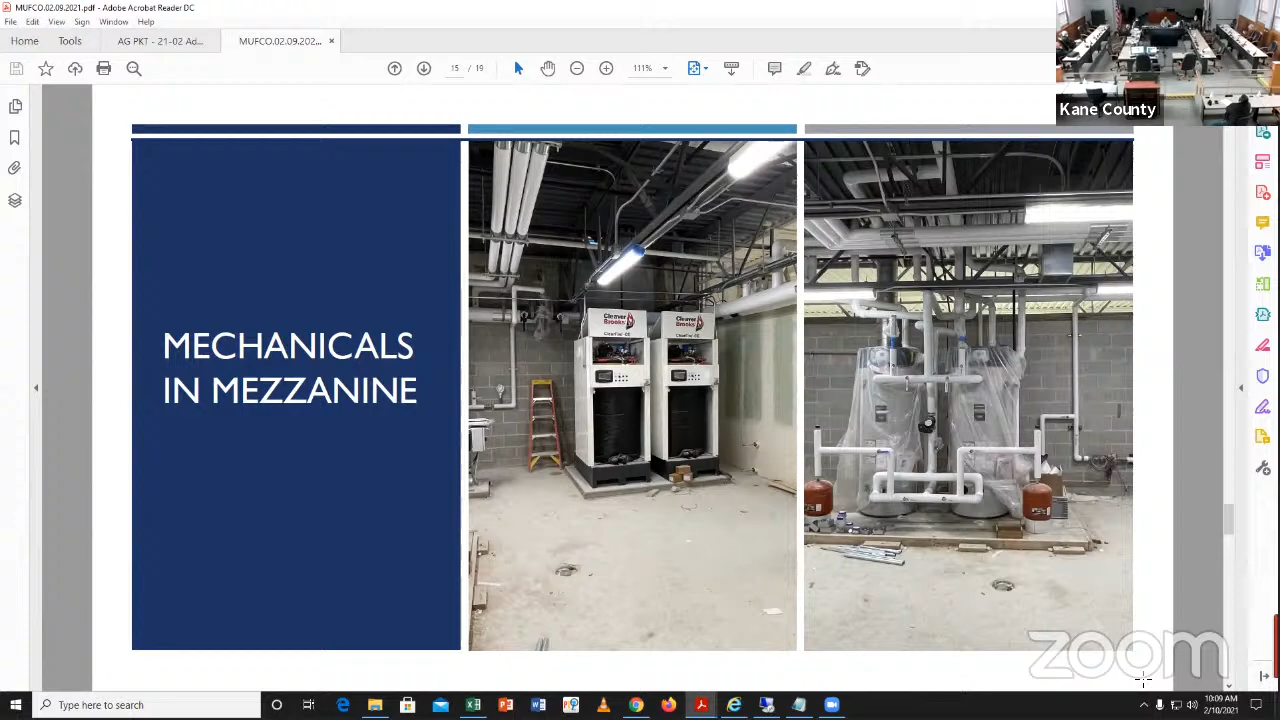 MUFCO.02.09.2021.pdf - Adobe Acrobat Reader DC
File Edit View Sign Window Help
Home Tools AG PKT - 21-02 Ad... MUFCO.02.09.202... ×
15 19 111%
Kane County
MECHANICALS
IN MEZZANINE
Cleaver
Brooks
Cleaver
Brooks
zoom
Type here to search
10:09 AM
2/10/2021